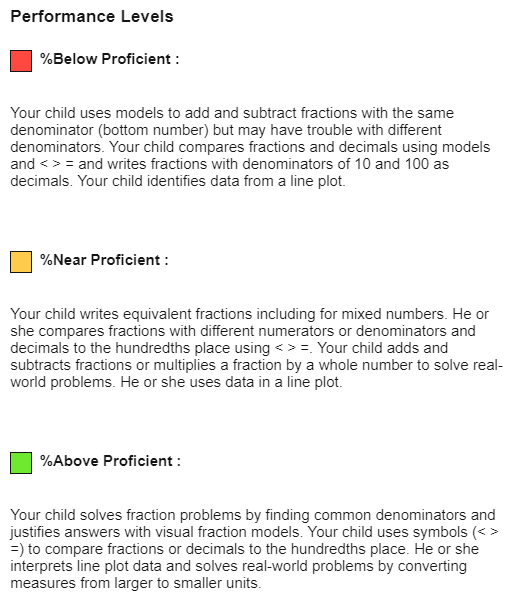 Performance Levels
%Below Proficient :
Your child uses models to add and subtract fractions with the same
denominator (bottom number) but may have trouble with different
denominators. Your child compares fractions and decimals using models
and < > = and writes fractions with denominators of 10 and 100 as
decimals. Your child identifies data from a line plot.
%Near Proficient :
Your child writes equivalent fractions including for mixed numbers. He or
she compares fractions with different numerators or denominators and
decimals to the hundredths place using < > =. Your child adds and
subtracts fractions or multiplies a fraction by a whole number to solve real-
world problems. He or she uses data in a line plot.
%Above Proficient :
Your child solves fraction problems by finding common denominators and
justifies answers with visual fraction models. Your child uses symbols (< >
=) to compare fractions or decimals to the hundredths place. He or she
interprets line plot data and solves real-world problems by converting
measures from larger to smaller units.